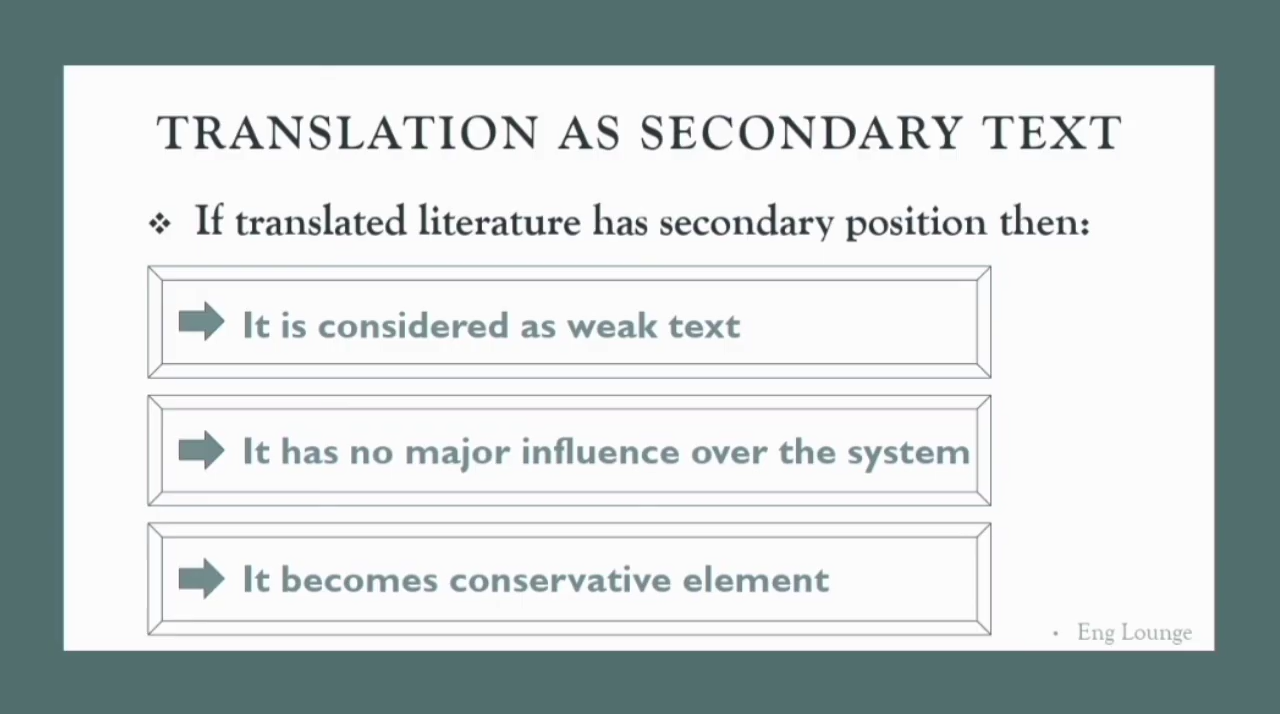 TRANSLATION AS SECONDARY TEXT
If translated literature has secondary position then:
It is considered as weak text
It has no major influence over the system
It becomes conservative element
Eng Lounge